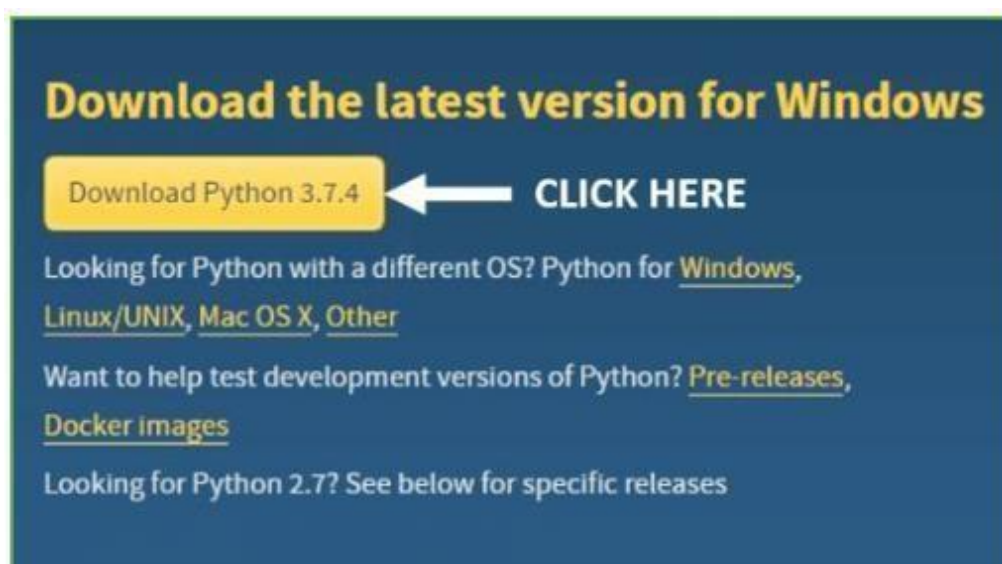 Download the latest version for Windows
Download Python 3.7.4 CLICK HERE
Looking for Python with a different OS? Python for Windows,
Linux/UNIX, Mac OS X, Other
Want to help test development versions of Python? Pre-releases,
Docker images
Looking for Python 2.7? See below for specific releases